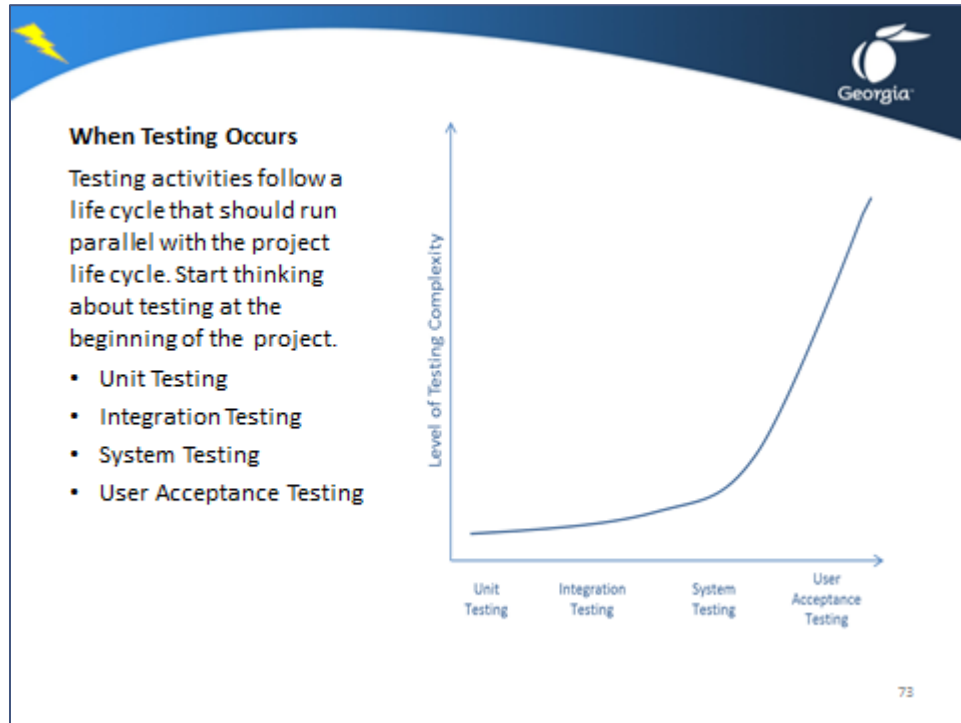 Georgia
When Testing Occurs
Testing activities follow a
life cycle that should run
parallel with the project
life cycle. Start thinking
about testing at the
beginning of the project.
• Unit Testing
• Integration Testing
• System Testing
• User Acceptance Testing
Level of Testing Complexity
Unit
Testing
Integration
Testing
System
Testing
User
Acceptance
Testing
73